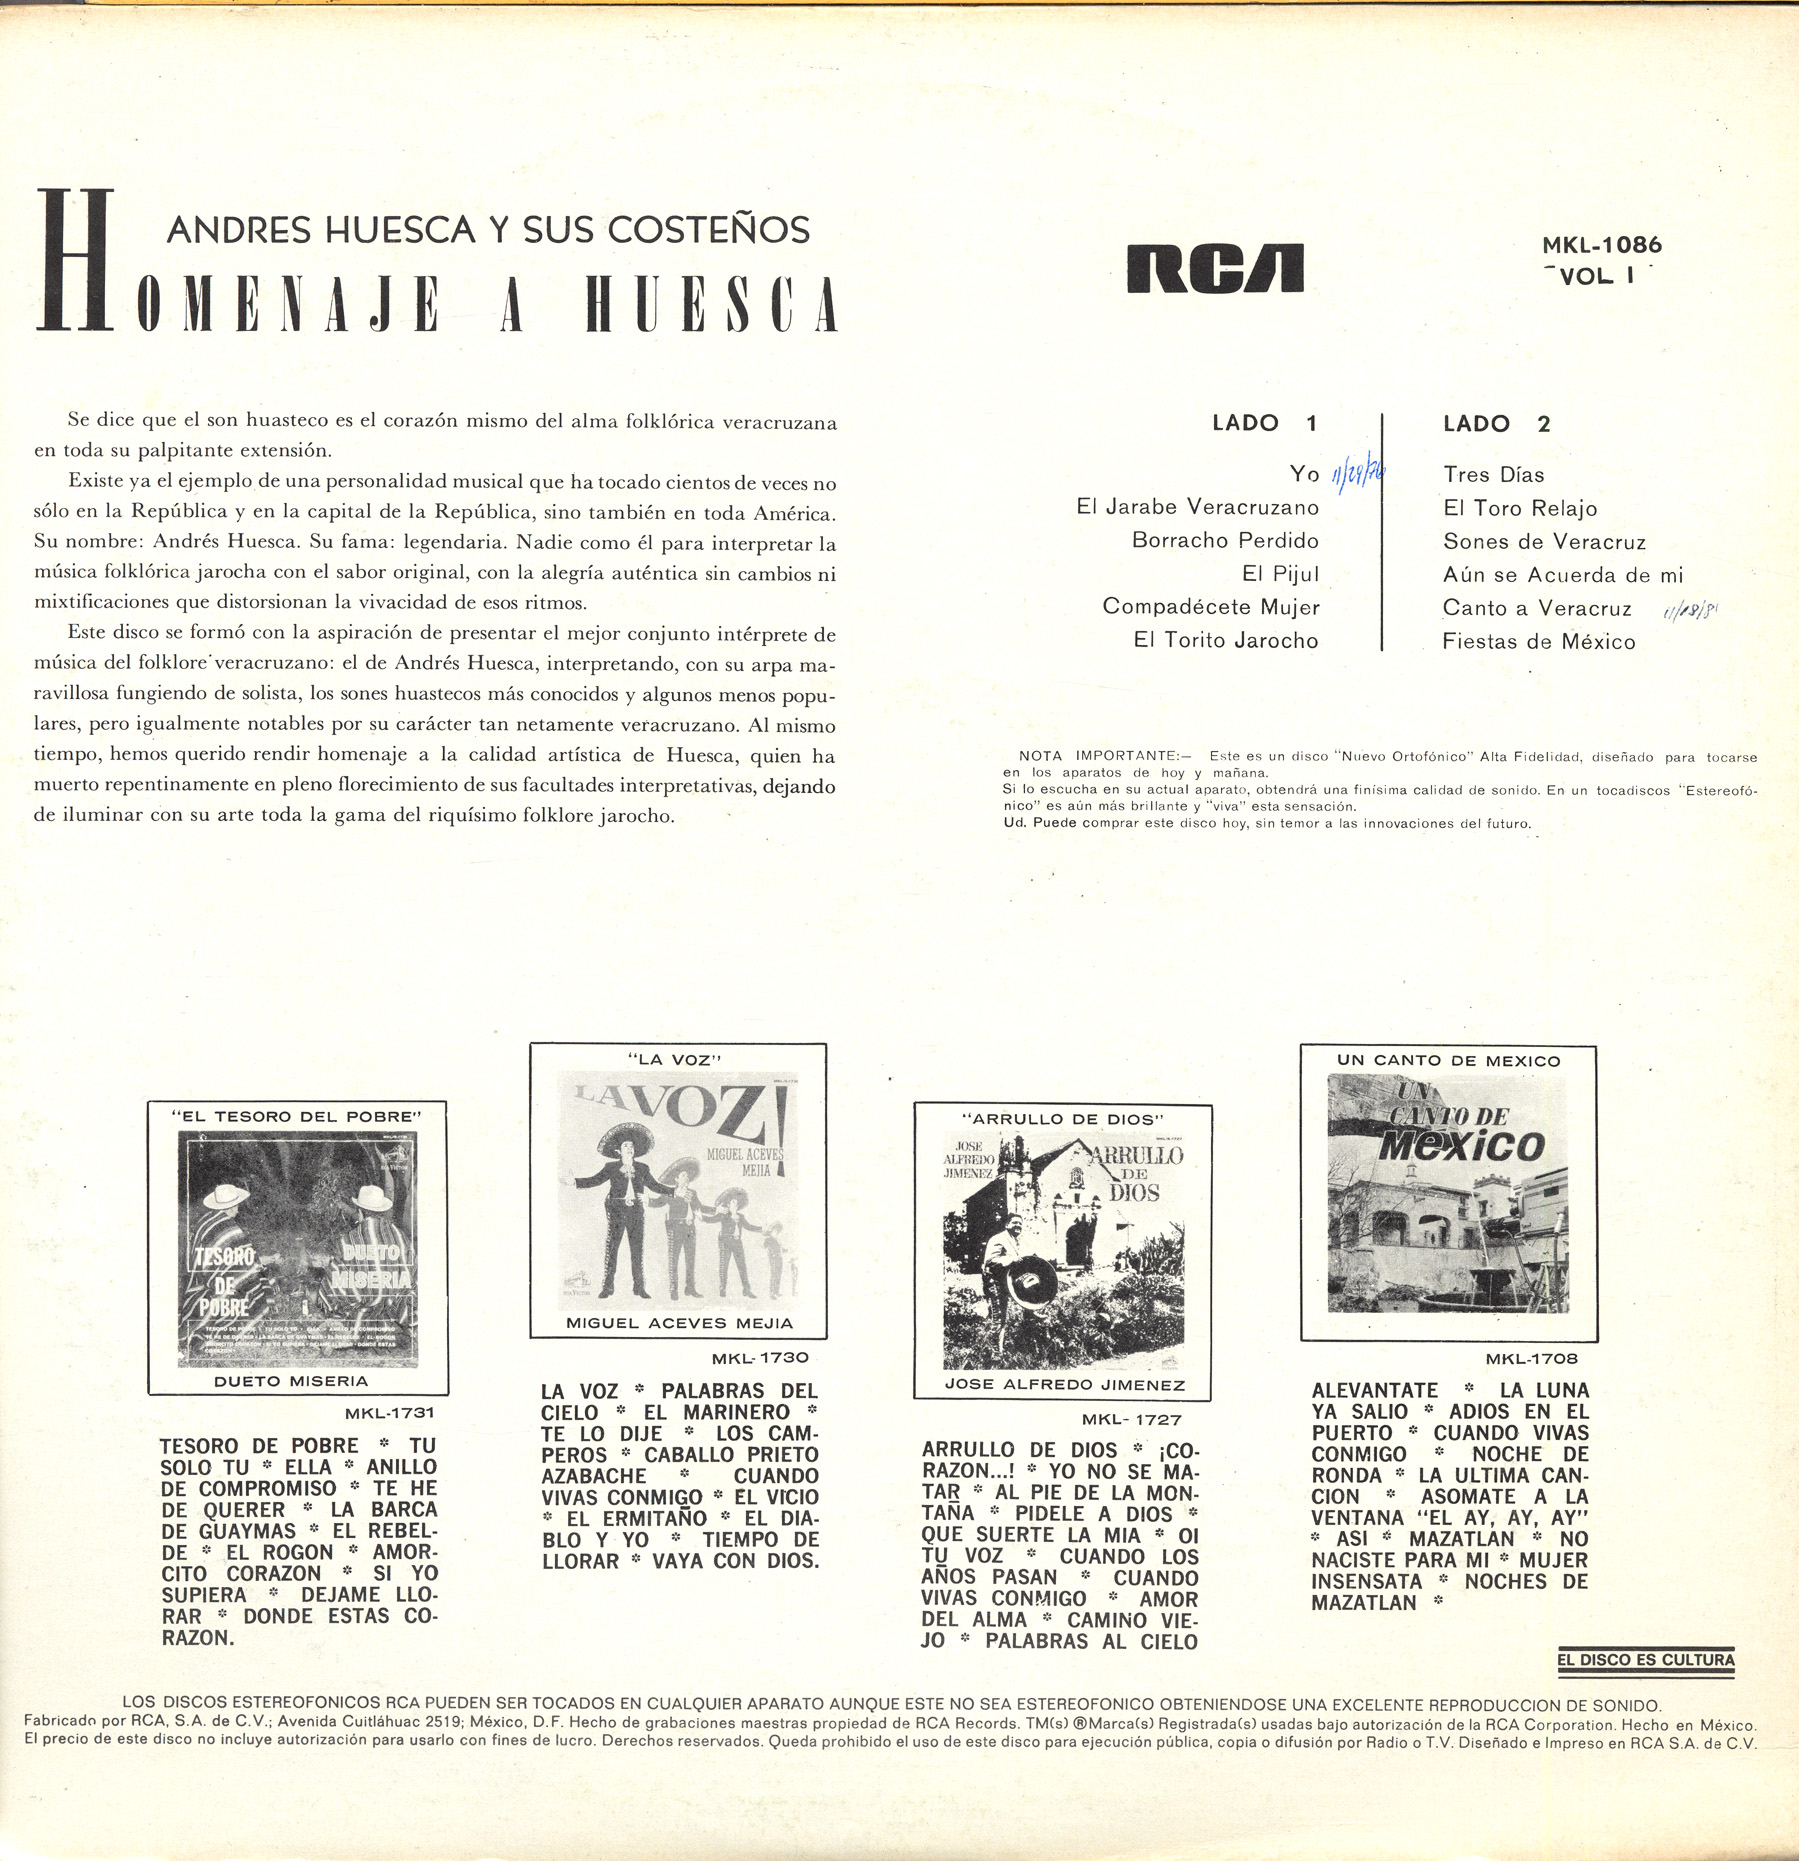 ANDRES HUESCA Y SUS COSTEÑOS
HOMENAJE A HUESCA
RCA
MKL-1086
VOL I
Se dice que el son huasteco es el corazón mismo del alma folklórica veracruzana
en toda su palpitante extensión.
Existe ya el ejemplo de una personalidad musical que ha tocado cientos de veces no
sólo en la República y en la capital de la República, sino también en toda América.
Su nombre: Andrés Huesca. Su fama: legendaria. Nadie como él para interpretar la
música folklórica jarocha con el sabor original, con la alegría auténtica sin cambios ni
mixtificaciones que distorsionan la vivacidad de esos ritmos.
Este disco se formó con la aspiración de presentar el mejor conjunto intérprete de
música del folklore veracruzano: el de Andrés Huesca, interpretando, con su arpa ma-
ravillosa fungiendo de solista, los sones huastecos más conocidos y algunos menos popu-
lares, pero igualmente notables por su carácter tan netamente veracruzano. Al mismo
tiempo, hemos querido rendir homenaje a la calidad artística de Huesca, quien ha
muerto repentinamente en pleno florecimiento de sus facultades interpretativas, dejando
de iluminar con su arte toda la gama del riquísimo folklore jarocho.
LADO 1
Yo 11/29/76
El Jarabe Veracruzano
Borracho Perdido
El Pijul
Compadécete Mujer
El Torito Jarocho
LADO 2
Tres Días
El Toro Relajo
Sones de Veracruz
Aún se Acuerda de mi
Canto a Veracruz
Fiestas de México
NOTA IMPORTANTE:— Este es un disco "Nuevo Ortofónico" Alta Fidelidad, diseñado para tocarse
en los aparatos de hoy y mañana.
Si lo escucha en su actual aparato, obtendrá una finísima calidad de sonido. En un tocadiscos "Estereofó-
nico" es aún más brillante y "viva" esta sensación.
Ud. Puede comprar este disco hoy, sin temor a las innovaciones del futuro.
"EL TESORO DEL POBRE"
TESORO
DE
POBRE
DUETO
MISERIA
DUETO MISERIA
MKL-1731
TESORO DE POBRE * TU
SOLO TU * ELLA * ANILLO
DE COMPROMISO * TE HE
DE QUERER * LA BARCA
DE GUAYMAS * EL REBEL-
DE * EL ROGON * AMOR-
CITO CORAZON * SI YO
SUPIERA * DEJAME LLO-
RAR * DONDE ESTAS CO-
RAZON.
"LA VOZ"
LA VOZ!
MIGUEL ACEVES
MEJIA
MIGUEL ACEVES MEJIA
MKL-1730
LA VOZ * PALABRAS DEL
CIELO * EL MARINERO *
TE LO DIJE * LOS CAM-
PEROS * CABALLO PRIETO
AZABACHE * CUANDO
VIVAS CONMIGO * EL VICIO
* EL ERMITAÑO * EL DIA-
BLO Y YO * TIEMPO DE
LLORAR * VAYA CON DIOS.
"ARRULLO DE DIOS"
JOSE
ALFREDO
JIMENEZ
ARRULLO
DE
DIOS
JOSE ALFREDO JIMENEZ
MKL- 1727
ARRULLO DE DIOS * ¡CO-
RAZON...! * YO NO SE MA-
TAR * AL PIE DE LA MON-
TAÑA * PIDELE A DIOS *
QUE SUERTE LA MIA * OI
TU VOZ * CUANDO LOS
AÑOS PASAN * CUANDO
VIVAS CONMIGO * AMOR
DEL ALMA * CAMINO VIE-
JO * PALABRAS AL CIELO
UN CANTO DE MEXICO
UN
CANTO DE
MéxICO
MKL-1708
ALEVANTATE * LA LUNA
YA SALIO * ADIOS EN EL
PUERTO * CUANDO VIVAS
CONMIGO * NOCHE DE
RONDA * LA ULTIMA CAN-
CION * ASOMATE A LA
VENTANA "EL AY, AY, AY"
* ASI * MAZATLAN * NO
NACISTE PARA MI * MUJER
INSENSATA * NOCHES DE
MAZATLAN *
EL DISCO ES CULTURA
LOS DISCOS ESTEREOFONICOS RCA PUEDEN SER TOCADOS EN CUALQUIER APARATO AUNQUE ESTE NO SEA ESTEREOFONICO OBTENIENDOSE UNA EXCELENTE REPRODUCCION DE SONIDO.
Fabricado por RCA, S.A. de C.V.; Avenida Cuitláhuac 2519; México, D.F. Hecho de grabaciones maestras propiedad de RCA Records. TM(s) ®Marca(s) Registrada(s) usadas bajo autorización de la RCA Corporation. Hecho en México.
El precio de este disco no incluye autorización para usarlo con fines de lucro. Derechos reservados. Queda prohibido el uso de este disco para ejecución pública, copia o difusión por Radio o T.V. Diseñado e Impreso en RCA S.A. de C.V.